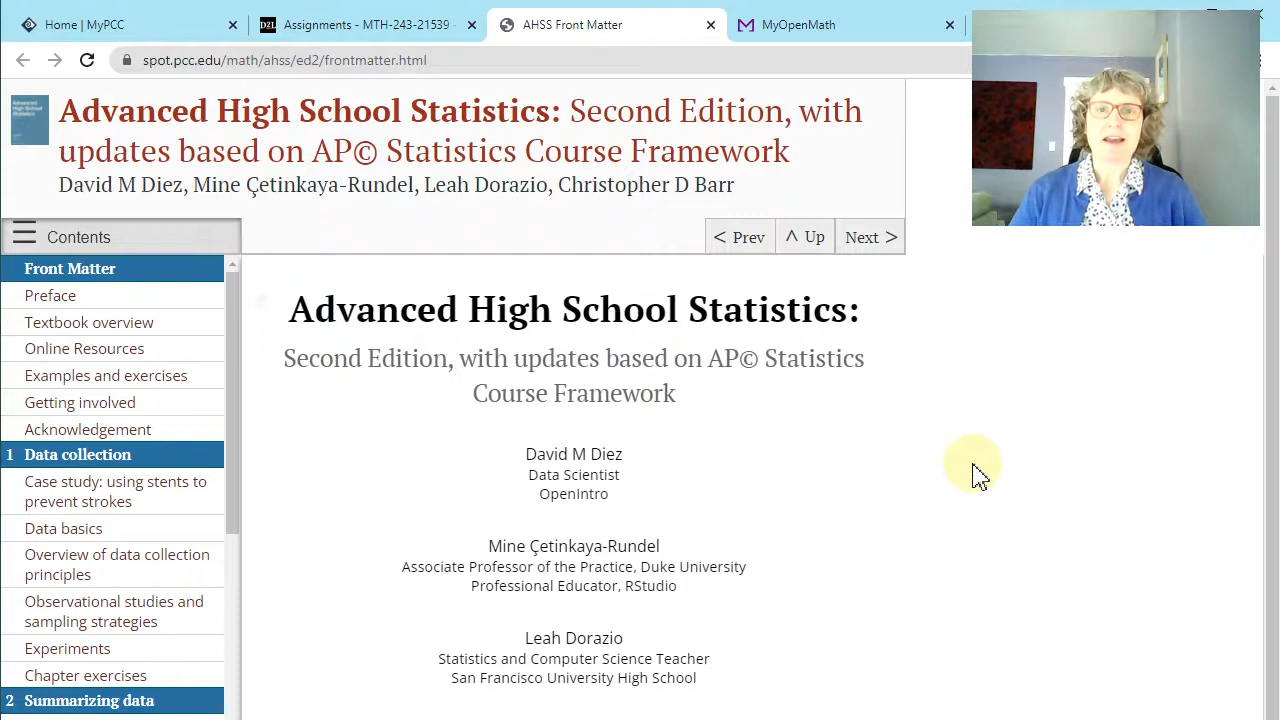 Home | MyPCC
D2L Assignments - MTH-243-21539 -
AHSS Front Matter
MyOpenMath
spot.pcc.edu/math/ahss/ed2/frontmatter.html
Advanced High School Statistics: Second Edition, with
updates based on AP© Statistics Course Framework
David M Diez, Mine Çetinkaya-Rundel, Leah Dorazio, Christopher D Barr
Contents
< Prev
^ Up
Next >
Front Matter
Preface
Textbook overview
Online Resources
Examples and exercises
Getting involved
Acknowledgement
1 Data collection
Case study: using stents to
prevent strokes
Data basics
Overview of data collection
principles
Observational studies and
sampling strategies
Experiments
Chapter exercises
2 Summarizing data
Advanced High School Statistics:
Second Edition, with updates based on AP© Statistics
Course Framework
David M Diez
Data Scientist
OpenIntro
Mine Çetinkaya-Rundel
Associate Professor of the Practice, Duke University
Professional Educator, RStudio
Leah Dorazio
Statistics and Computer Science Teacher
San Francisco University High School